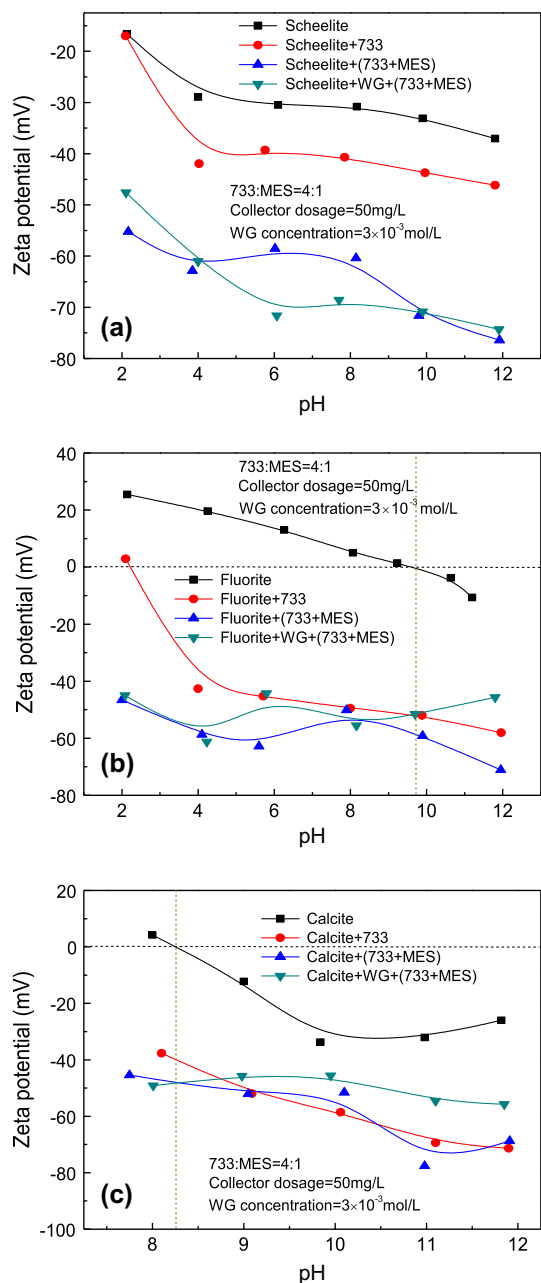 -20
-30
-40
-50
-60
-70
-80
Zeta potential (mV)
Scheelite
Scheelite+733
Scheelite+(733+MES)
Scheelite+WG+(733+MES)
733:MES=4:1
Collector dosage=50mg/L
WG concentration=3×10⁻³mol/L
(a)
2 4 6 8 10 12
pH
40
20
0
-20
-40
-60
-80
Zeta potential (mV)
733:MES=4:1
Collector dosage=50mg/L
WG concentration=3×10⁻³mol/L
Fluorite
Fluorite+733
Fluorite+(733+MES)
Fluorite+WG+(733+MES)
(b)
2 4 6 8 10 12
pH
20
0
-20
-40
-60
-80
-100
Zeta potential (mV)
Calcite
Calcite+733
Calcite+(733+MES)
Calcite+WG+(733+MES)
733:MES=4:1
Collector dosage=50mg/L
WG concentration=3×10⁻³mol/L
(c)
8 9 10 11 12
pH